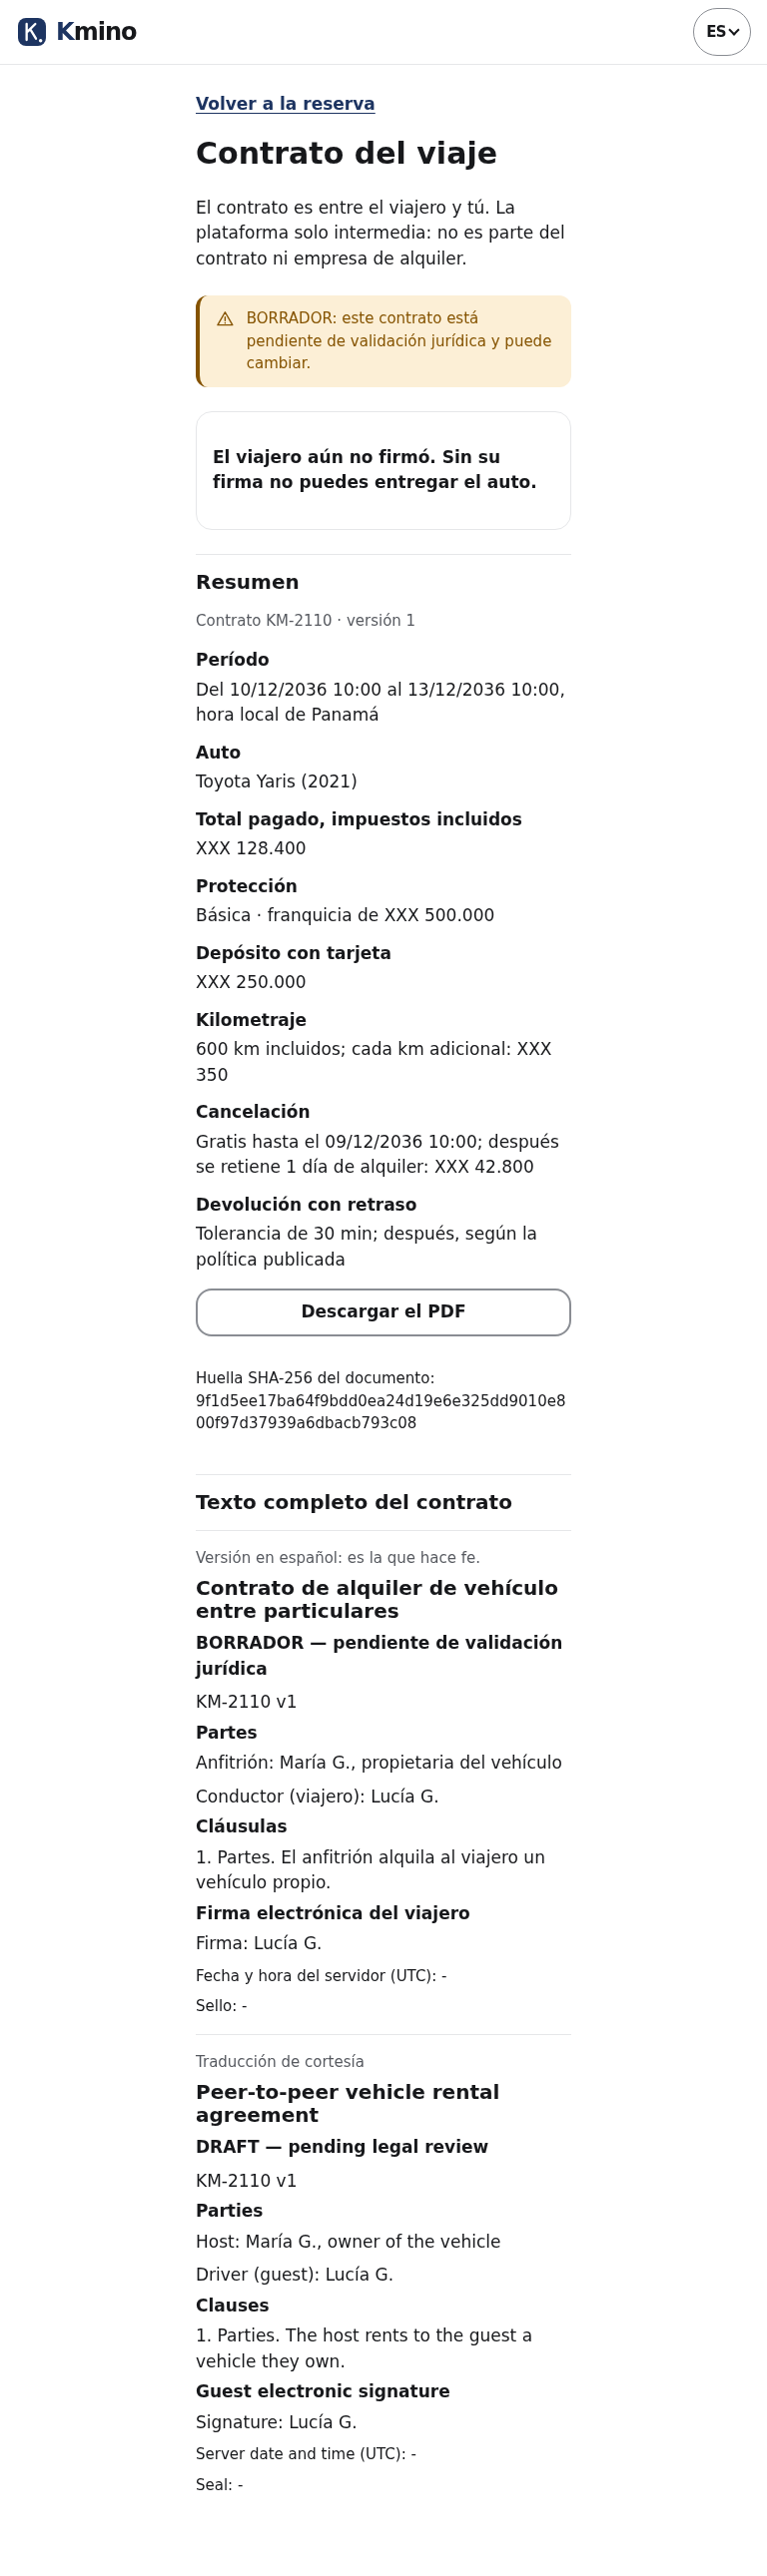 Kmino
ES
Volver a la reserva
Contrato del viaje
El contrato es entre el viajero y tú. La
plataforma solo intermedia: no es parte del
contrato ni empresa de alquiler.
BORRADOR: este contrato está
pendiente de validación jurídica y puede
cambiar.
El viajero aún no firmó. Sin su
firma no puedes entregar el auto.
Resumen
Contrato KM-2110 · versión 1
Período
Del 10/12/2036 10:00 al 13/12/2036 10:00,
hora local de Panamá
Auto
Toyota Yaris (2021)
Total pagado, impuestos incluidos
XXX 128.400
Protección
Básica · franquicia de XXX 500.000
Depósito con tarjeta
XXX 250.000
Kilometraje
600 km incluidos; cada km adicional: XXX
350
Cancelación
Gratis hasta el 09/12/2036 10:00; después
se retiene 1 día de alquiler: XXX 42.800
Devolución con retraso
Tolerancia de 30 min; después, según la
política publicada
Descargar el PDF
Huella SHA-256 del documento:
9f1d5ee17ba64f9bdd0ea24d19e6e325dd9010e8
00f97d37939a6dbacb793c08
Texto completo del contrato
Versión en español: es la que hace fe.
Contrato de alquiler de vehículo
entre particulares
BORRADOR — pendiente de validación
jurídica
KM-2110 v1
Partes
Anfitrión: María G., propietaria del vehículo
Conductor (viajero): Lucía G.
Cláusulas
1. Partes. El anfitrión alquila al viajero un
vehículo propio.
Firma electrónica del viajero
Firma: Lucía G.
Fecha y hora del servidor (UTC): -
Sello: -
Traducción de cortesía
Peer-to-peer vehicle rental
agreement
DRAFT — pending legal review
KM-2110 v1
Parties
Host: María G., owner of the vehicle
Driver (guest): Lucía G.
Clauses
1. Parties. The host rents to the guest a
vehicle they own.
Guest electronic signature
Signature: Lucía G.
Server date and time (UTC): -
Seal: -